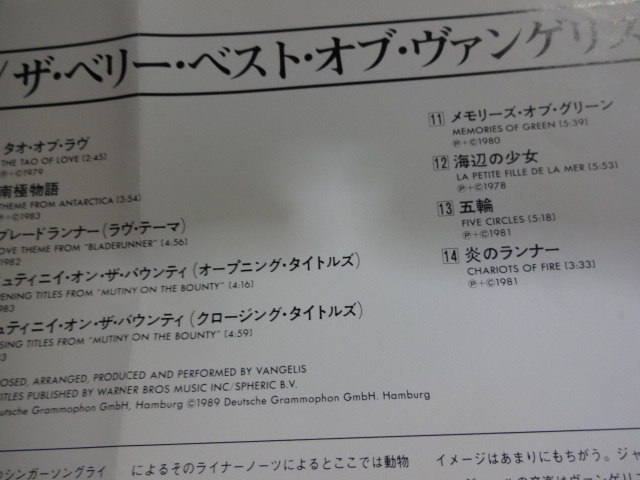 ザ・ベリー・ベスト・オブ・ヴァンゲリス
タオ・オブ・ラヴ
THE TAO OF LOVE [2:45]
℗+©1979
南極物語
THEME FROM ANTARCTICA [3:54]
℗+©1983
ブレードランナー(ラヴ・テーマ)
LOVE THEME FROM "BLADERUNNER" [4:56]
1982
ュティニイ・オン・ザ・バウンティ(オープニング・タイトルズ)
ENING TITLES FROM "MUTINY ON THE BOUNTY" [4:16]
983
ュティニイ・オン・ザ・バウンティ(クロージング・タイトルズ)
SING TITLES FROM "MUTINY ON THE BOUNTY" [4:59]
3
11 メモリーズ・オブ・グリーン
MEMORIES OF GREEN [5:39]
℗+©1980
12 海辺の少女
LA PETITE FILLE DE LA MER [5:53]
℗+©1978
13 五輪
FIVE CIRCLES [5:18]
℗+©1981
14 炎のランナー
CHARIOTS OF FIRE [3:33]
℗+©1981
OSED, ARRANGED, PRODUCED AND PERFORMED BY VANGELIS
ITLES PUBLISHED BY WARNER BROS MUSIC INC/SPHERIC B.V.
eutsche Grammophon GmbH, Hamburg ©1989 Deutsche Grammophon GmbH. Hamburg
のシンガーソングライ
によるそのライナーノーツによるとここでは動物
イメージはあまりにもちがう。ジャ